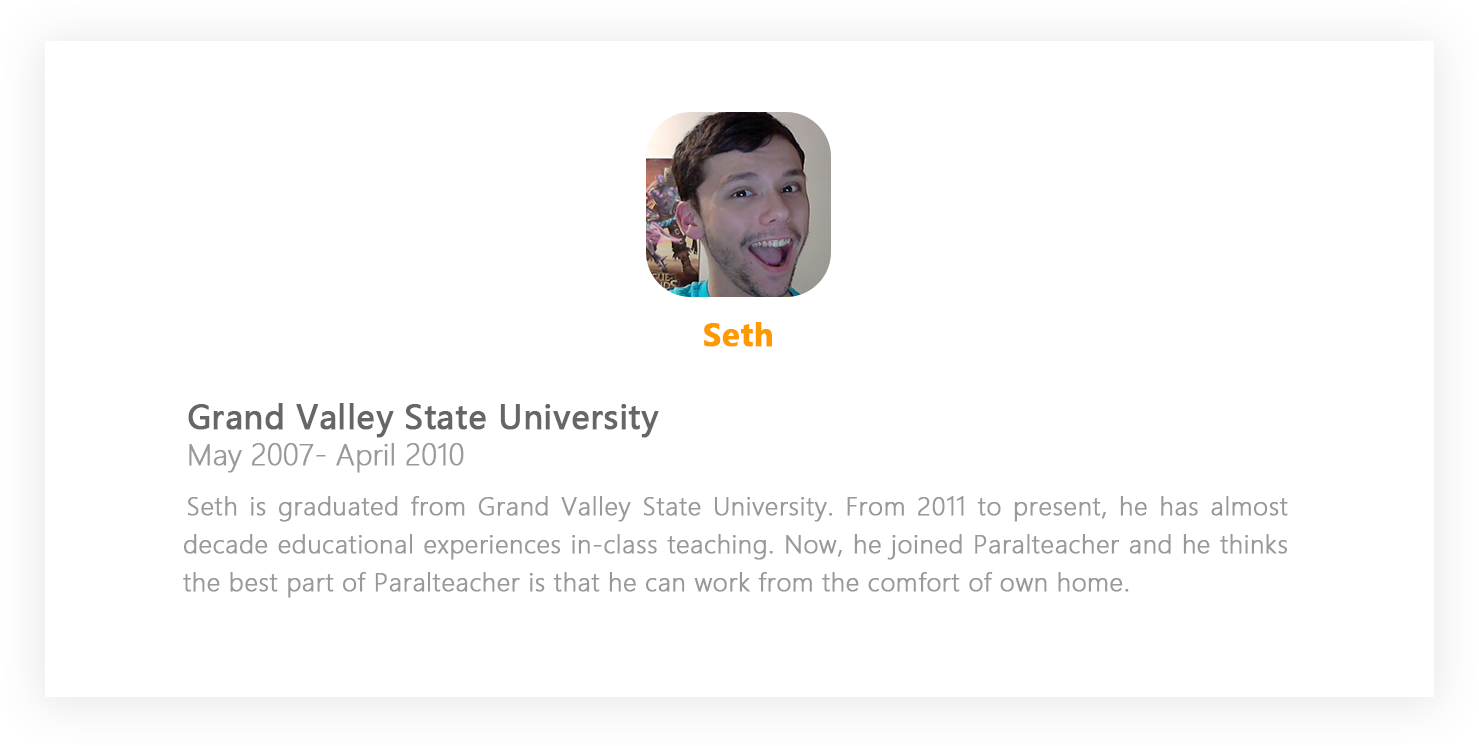 Seth
Grand Valley State University
May 2007- April 2010
Seth is graduated from Grand Valley State University. From 2011 to present, he has almost
decade educational experiences in-class teaching. Now, he joined Paralteacher and he thinks
the best part of Paralteacher is that he can work from the comfort of own home.